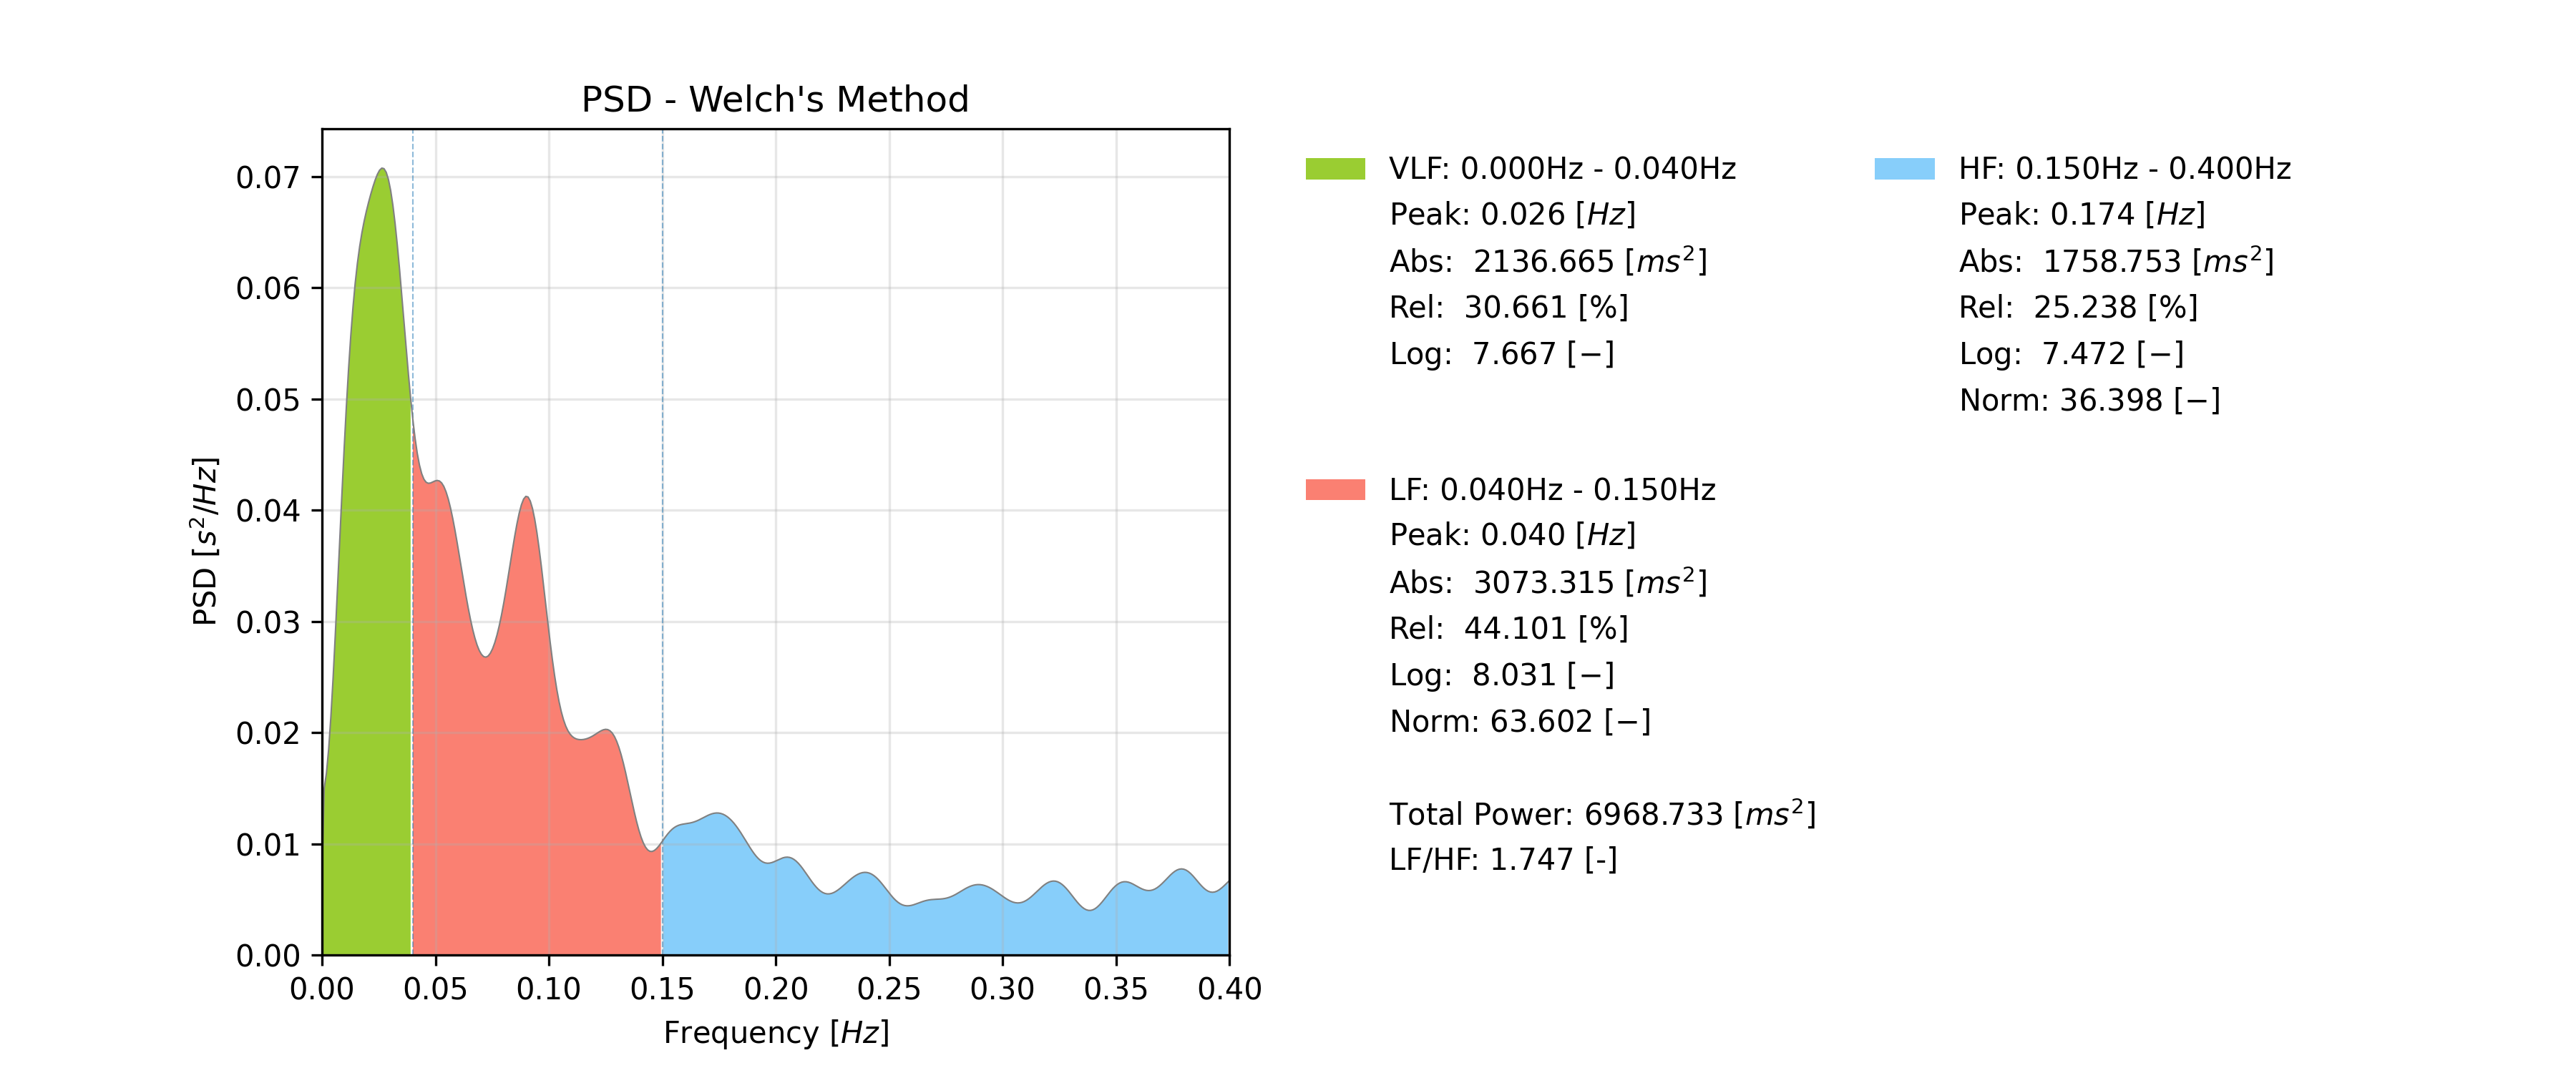 PSD - Welch's Method
0.07
0.06
0.05
0.04
0.03
0.02
0.01
0.00
PSD [s²/Hz]
0.00 0.05 0.10 0.15 0.20 0.25 0.30 0.35 0.40
Frequency [Hz]
VLF: 0.000Hz - 0.040Hz
Peak: 0.026 [Hz]
Abs: 2136.665 [ms²]
Rel: 30.661 [%]
Log: 7.667 [−]
LF: 0.040Hz - 0.150Hz
Peak: 0.040 [Hz]
Abs: 3073.315 [ms²]
Rel: 44.101 [%]
Log: 8.031 [−]
Norm: 63.602 [−]
Total Power: 6968.733 [ms²]
LF/HF: 1.747 [-]
HF: 0.150Hz - 0.400Hz
Peak: 0.174 [Hz]
Abs: 1758.753 [ms²]
Rel: 25.238 [%]
Log: 7.472 [−]
Norm: 36.398 [−]